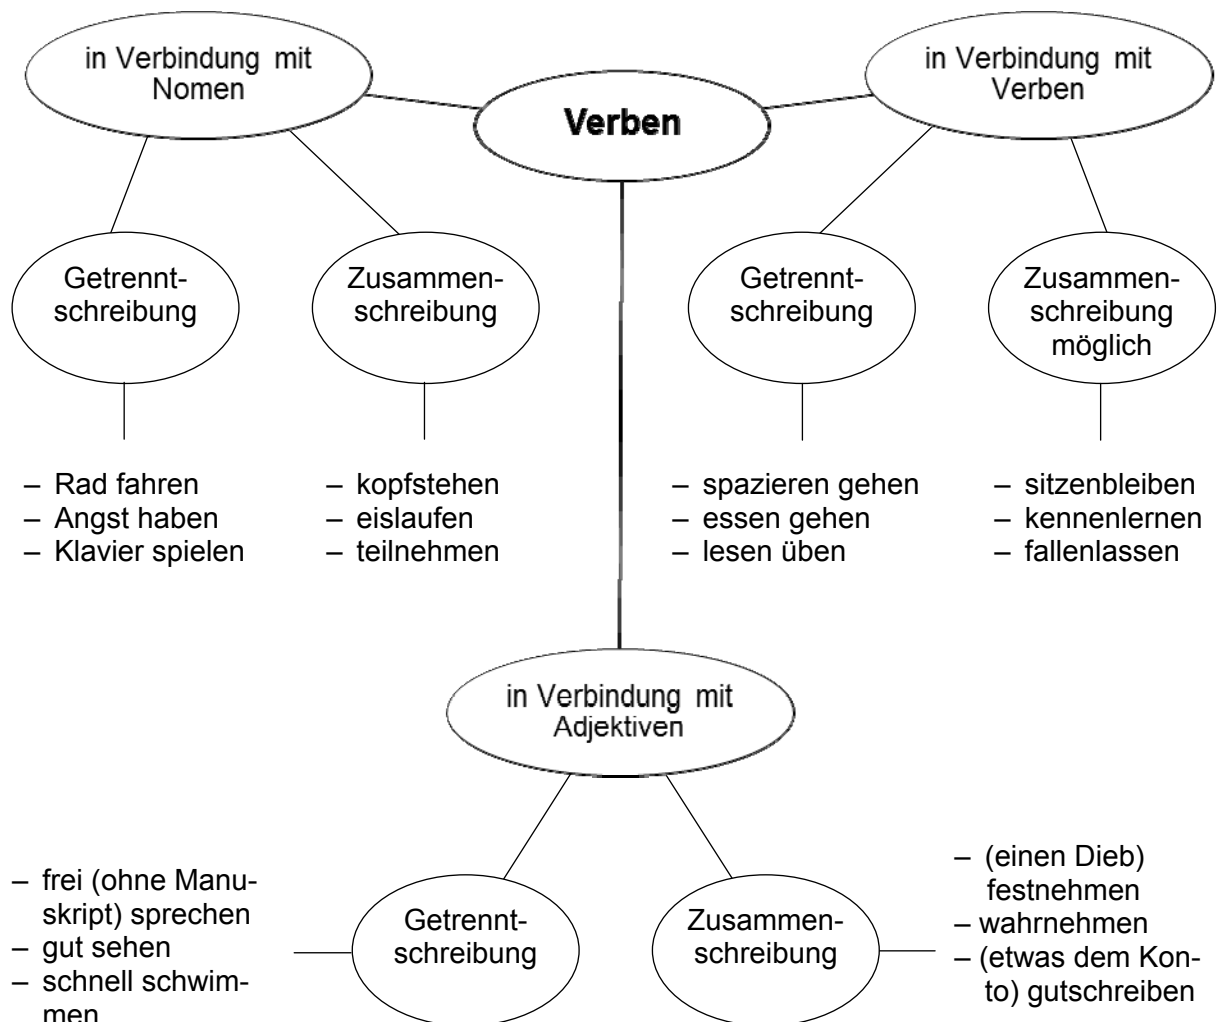 in Verbindung mit
Nomen
Verben
in Verbindung mit
Verben
Getrennt-
schreibung
Zusammen-
schreibung
Getrennt-
schreibung
Zusammen-
schreibung
möglich
– Rad fahren
– Angst haben
– Klavier spielen
– kopfstehen
– eislaufen
– teilnehmen
– spazieren gehen
– essen gehen
– lesen üben
– sitzenbleiben
– kennenlernen
– fallenlassen
in Verbindung mit
Adjektiven
– frei (ohne Manu-
skript) sprechen
– gut sehen
– schnell schwim-
men
Getrennt-
schreibung
Zusammen-
schreibung
– (einen Dieb)
festnehmen
– wahrnehmen
– (etwas dem Kon-
to) gutschreiben